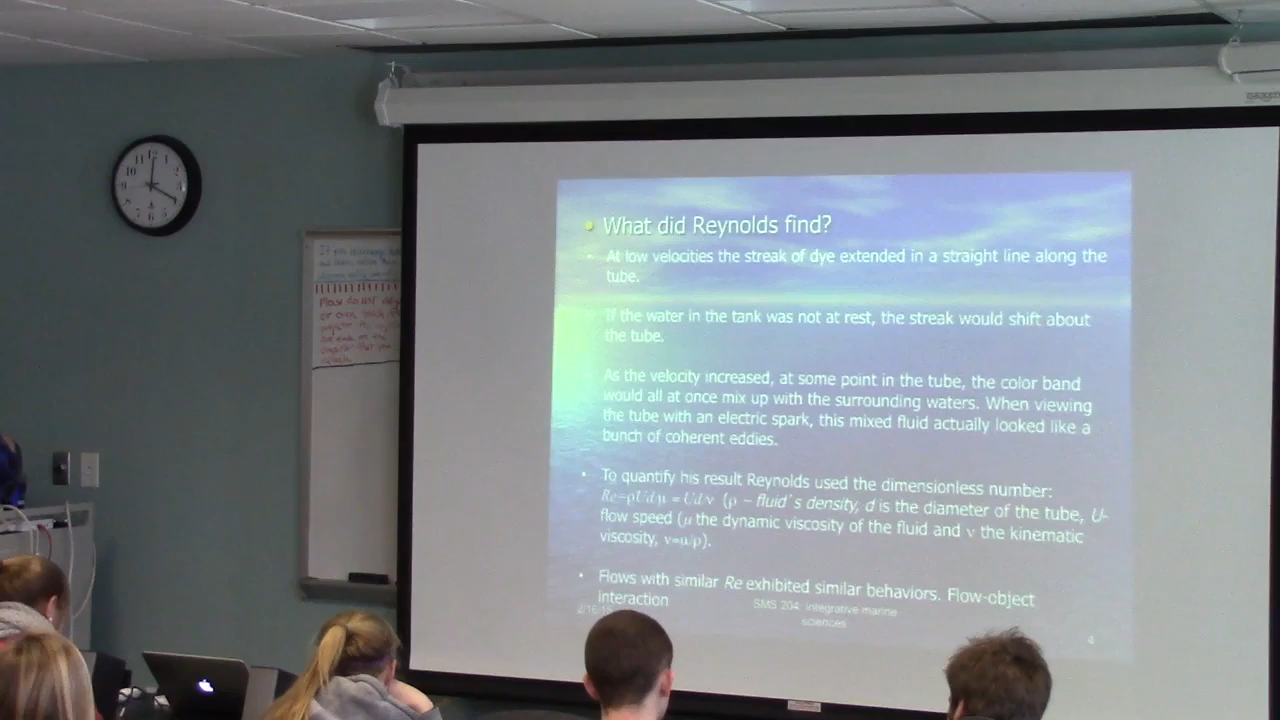 What did Reynolds find?
At low velocities the streak of dye extended in a straight line along the
tube.
If the water in the tank was not at rest, the streak would shift about
the tube.
As the velocity increased, at some point in the tube, the color band
would all at once mix up with the surrounding waters. When viewing
the tube with an electric spark, this mixed fluid actually looked like a
bunch of coherent eddies.
To quantify his result Reynolds used the dimensionless number:
Re=ρUd/μ = Ud/ν (ρ – fluid's density, d is the diameter of the tube, U-
flow speed (μ the dynamic viscosity of the fluid and ν the kinematic
viscosity, ν=μ/ρ).
Flows with similar Re exhibited similar behaviors. Flow-object
interaction
SMS 204: Integrative marine
sciences
4
If
Please do not